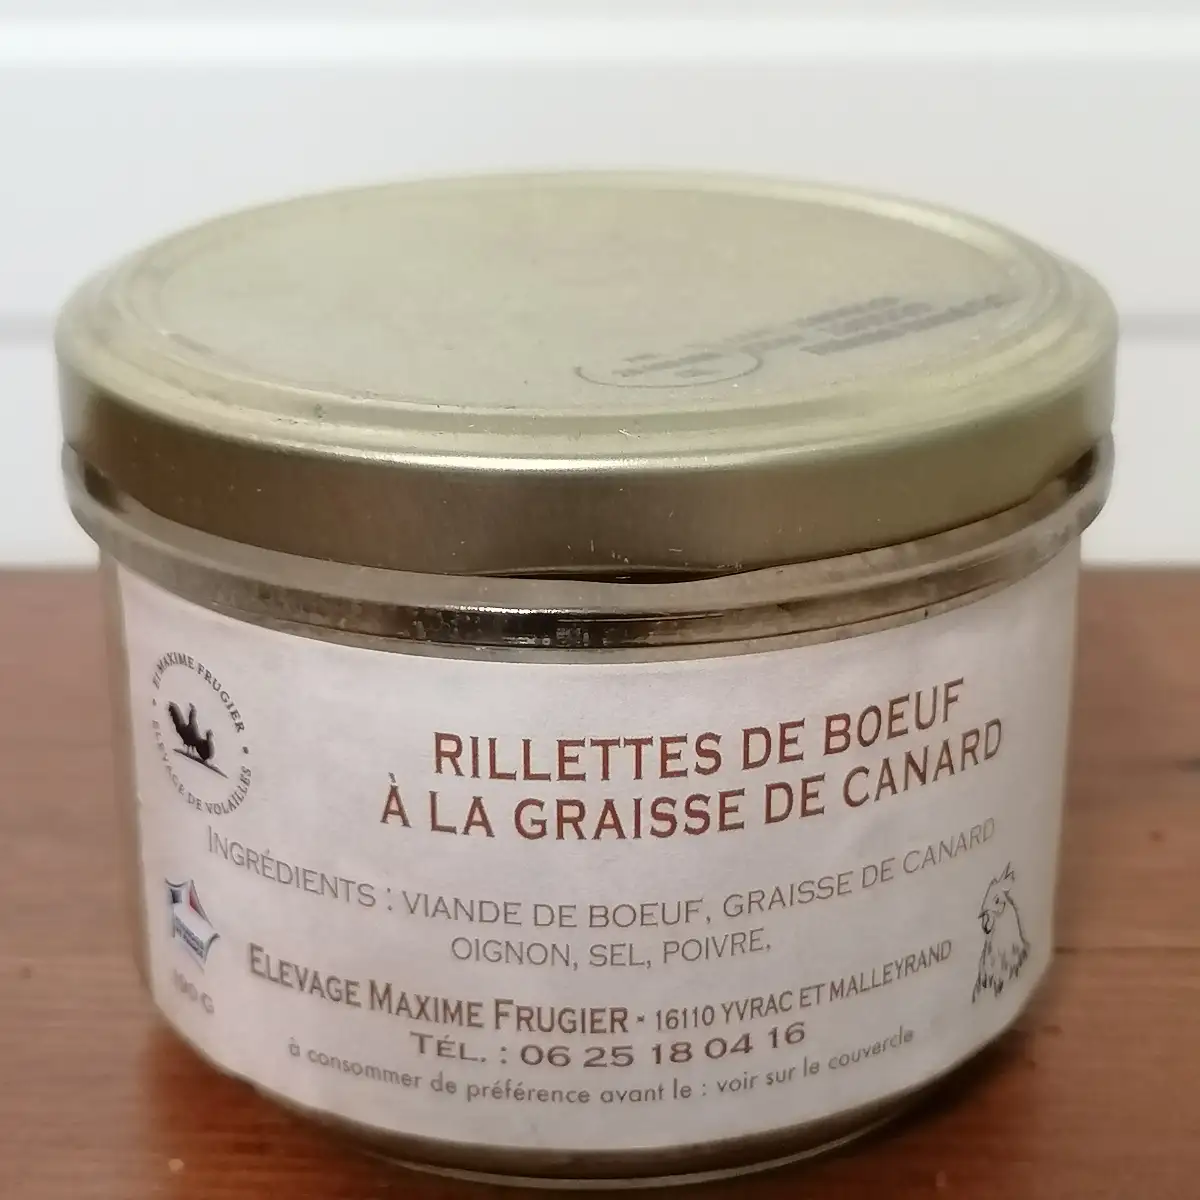 EI MAXIME FRUGIER
ELEVAGE DE VOLAILLES
RILLETTES DE BOEUF
À LA GRAISSE DE CANARD
INGRÉDIENTS : VIANDE DE BOEUF, GRAISSE DE CANARD
OIGNON, SEL, POIVRE.
ELEVAGE MAXIME FRUGIER - 16110 YVRAC ET MALLEYRAND
TÉL. : 06 25 18 04 16
à consommer de préférence avant le : voir sur le couvercle
190 G